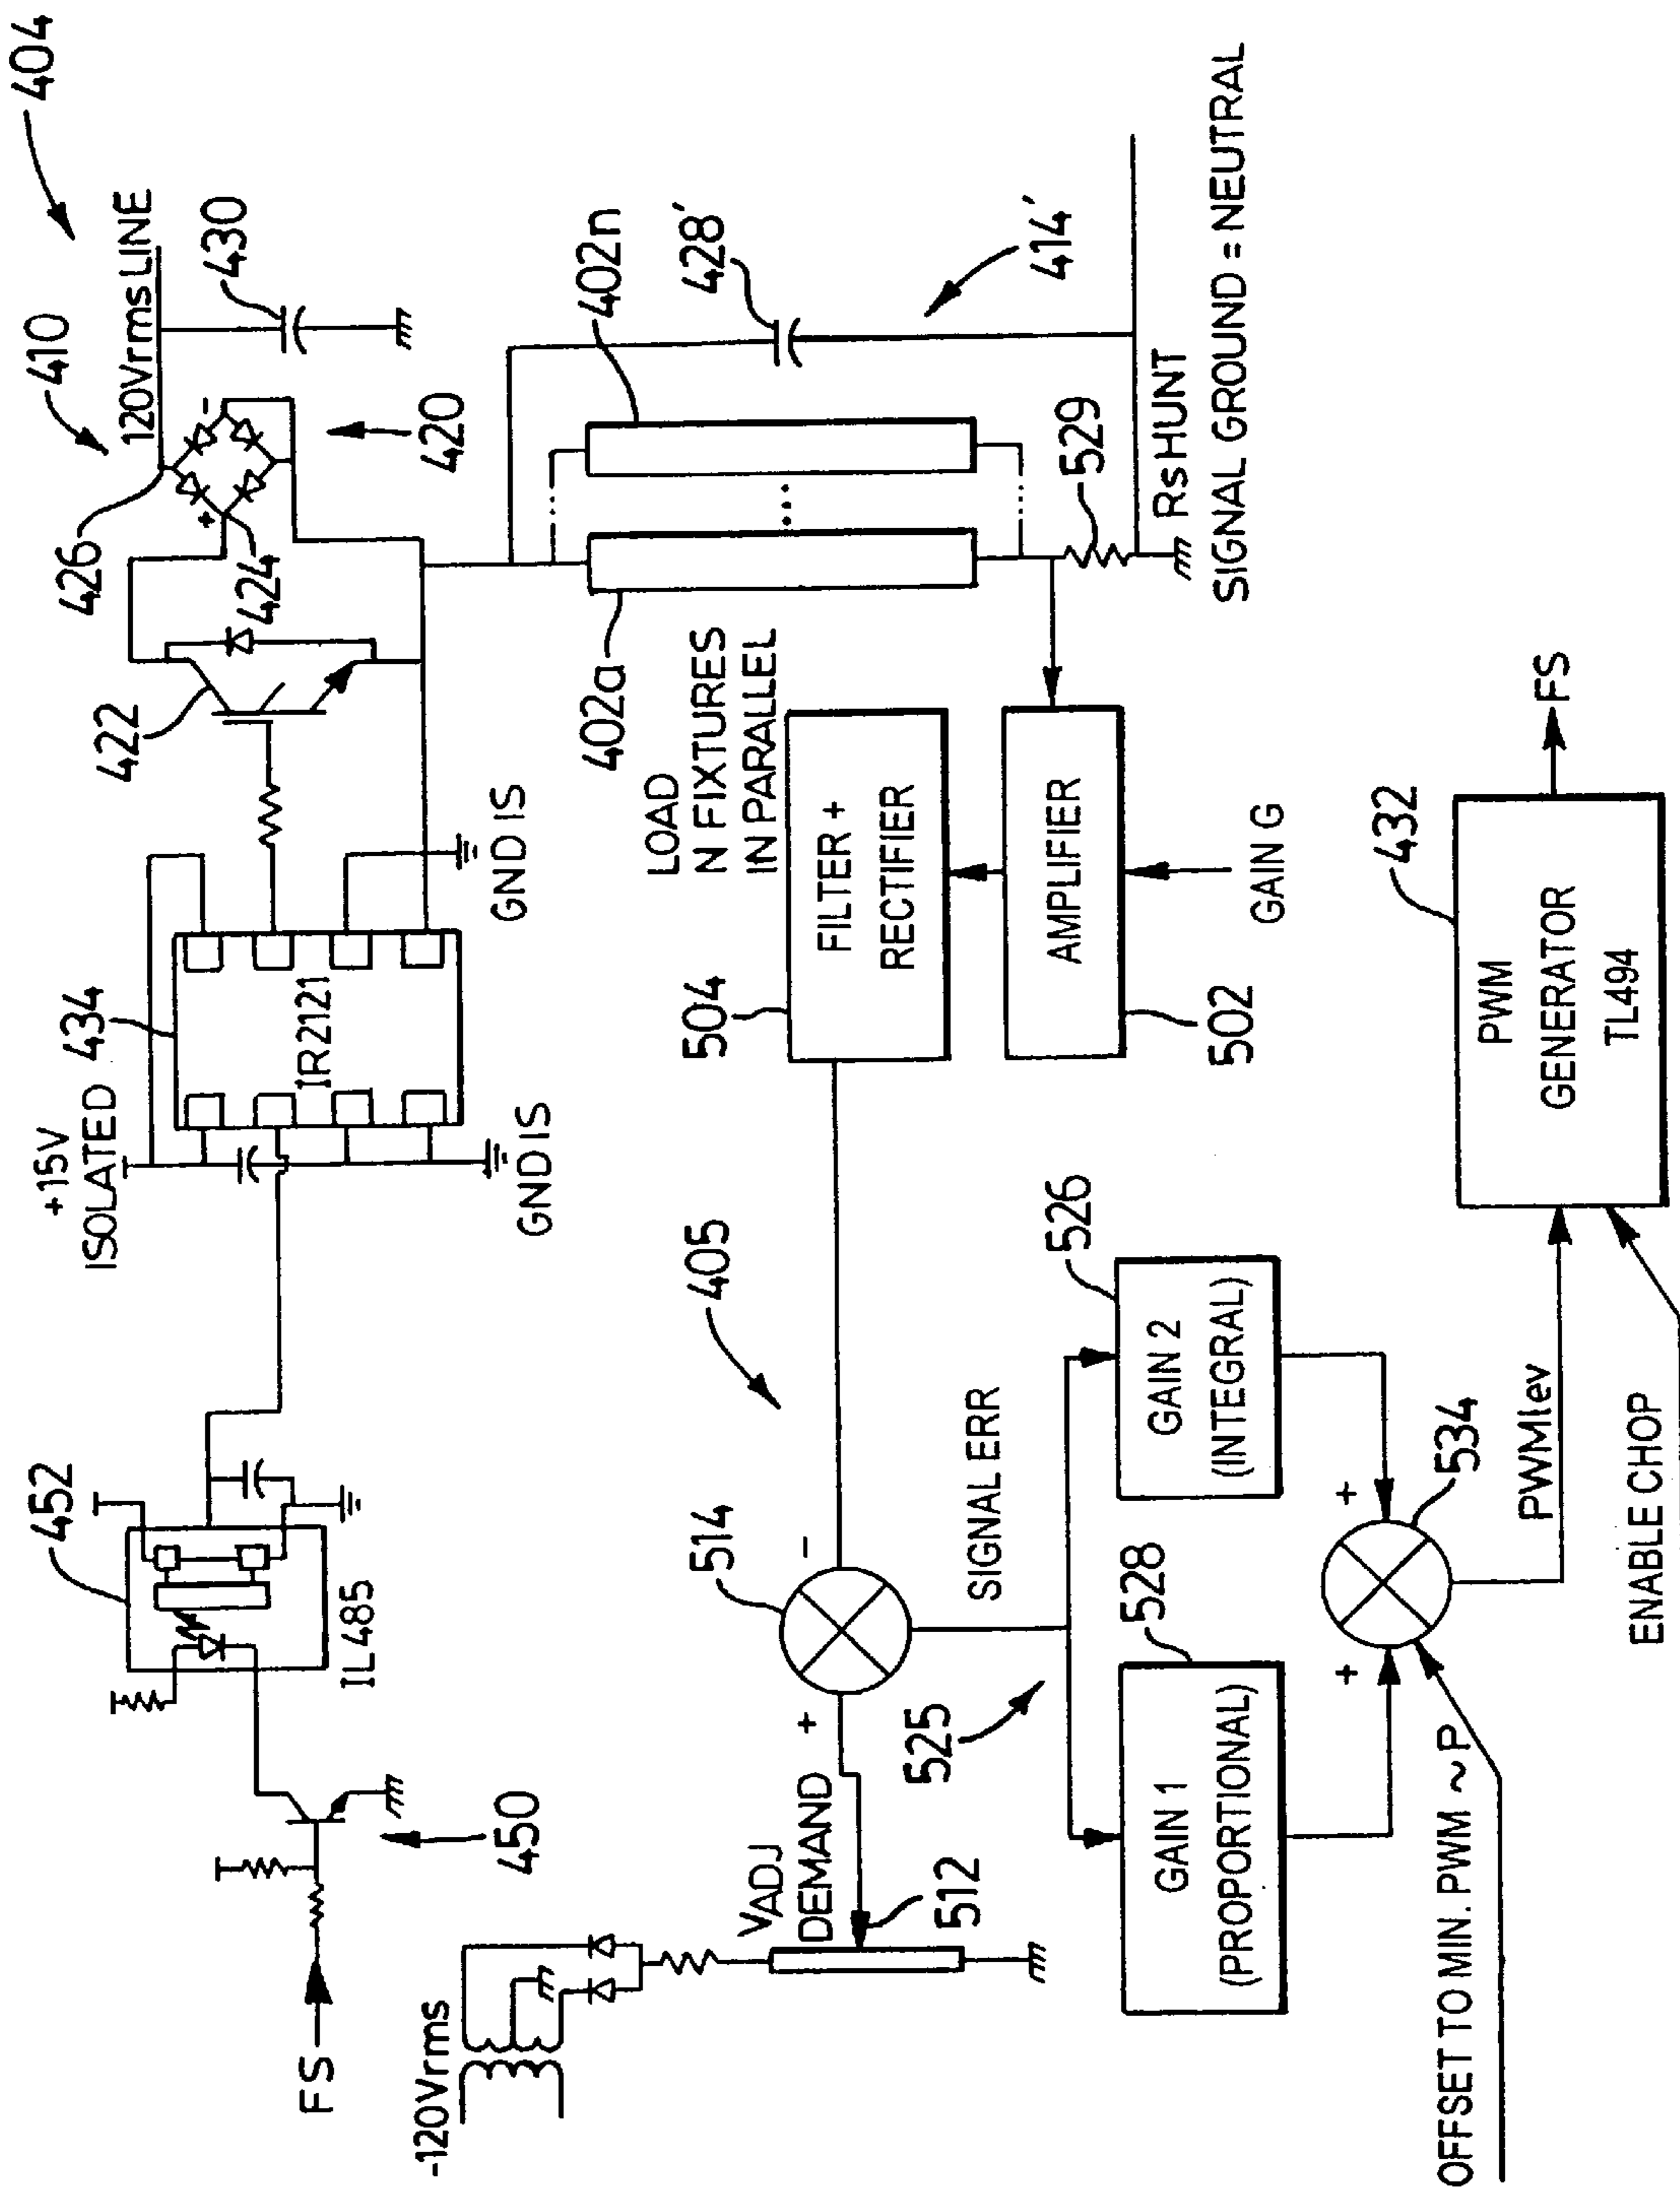 404
410
120VrmsLINE
430
426
424
420
422
+15V
ISOLATED
434
IR2121
GND IS
GND IS
452
IL485
450
FS
402n
428'
414'
402a
LOAD
N FIXTURES
IN PARALLEL
529
RsHUNT
SIGNAL GROUND = NEUTRAL
504
FILTER +
RECTIFIER
AMPLIFIER
502
GAIN G
405
514
−
+
-120Vrms
VADJ
DEMAND
512
SIGNAL ERR
525
526
GAIN 2
(INTEGRAL)
528
GAIN 1
(PROPORTIONAL)
+
+
534
OFFSET TO MIN. PWM ~P
PWMlev
ENABLE CHOP
432
PWM
GENERATOR
TL494
FS
+
-
...